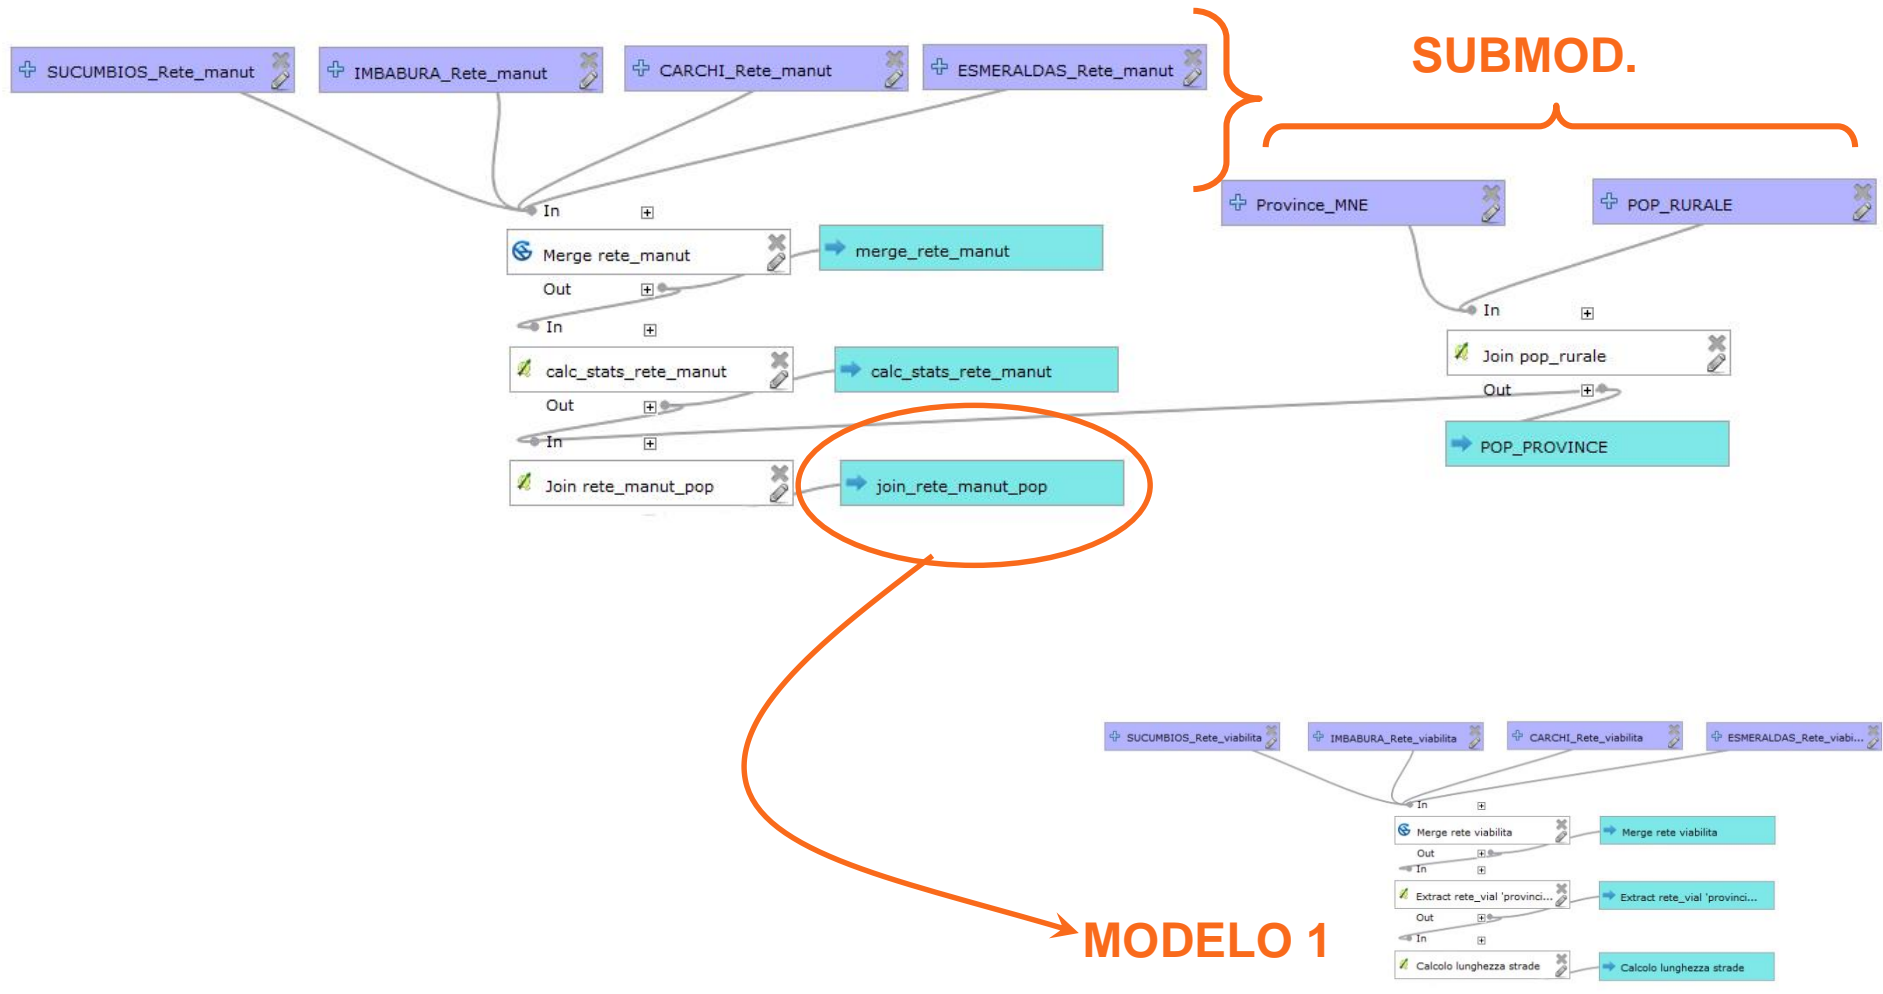 SUBMOD.
SUCUMBIOS_Rete_manut
IMBABURA_Rete_manut
CARCHI_Rete_manut
ESMERALDAS_Rete_manut
Province_MNE
POP_RURALE
In
Merge rete_manut
merge_rete_manut
Out
In
Join pop_rurale
In
calc_stats_rete_manut
calc_stats_rete_manut
Out
Out
In
POP_PROVINCE
Join rete_manut_pop
join_rete_manut_pop
SUCUMBIOS_Rete_viabilita
IMBABURA_Rete_viabilita
CARCHI_Rete_viabilita
ESMERALDAS_Rete_viabi...
In
Merge rete viabilita
Merge rete viabilita
Out
In
Extract rete_vial 'provinci...
Extract rete_vial 'provinci...
Out
In
MODELO 1
Calcolo lunghezza strade
Calcolo lunghezza strade